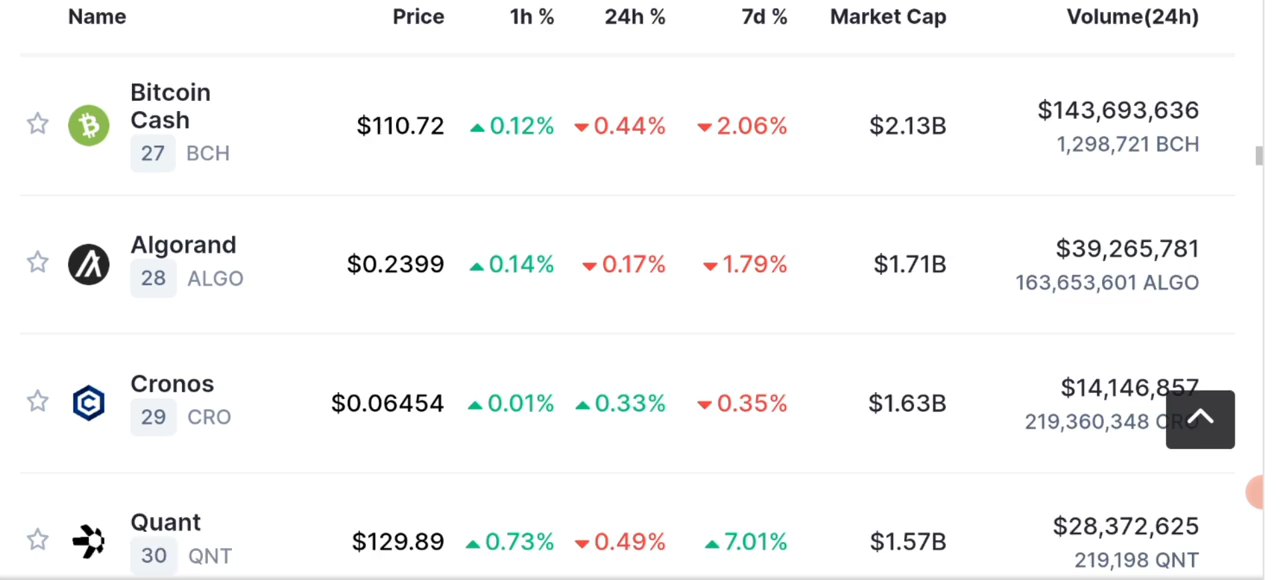 Name Price 1h % 24h % 7d % Market Cap Volume(24h)
Bitcoin
Cash
27 BCH
$110.72 0.12% 0.44% 2.06% $2.13B
$143,693,636
1,298,721 BCH
Algorand
28 ALGO
$0.2399 0.14% 0.17% 1.79% $1.71B
$39,265,781
163,653,601 ALGO
Cronos
29 CRO
$0.06454 0.01% 0.33% 0.35% $1.63B
$14,146,857
219,360,348 CRO
Quant
30 QNT
$129.89 0.73% 0.49% 7.01% $1.57B
$28,372,625
219,198 QNT